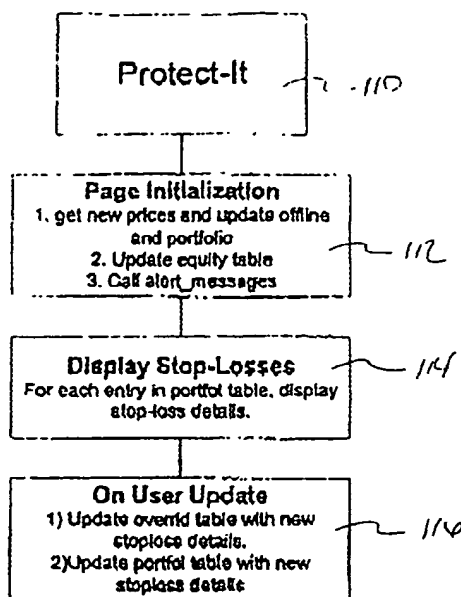 Protect-It
110
Page Initialization
1. get new prices and update offline
and portfolio
2. Update equity table
3. Call alert_messages
112
Display Stop-Losses
For each entry in portfol table, display
stop-loss details.
114
On User Update
1) Update overrid table with new
stoploss details.
2)Update portfol table with new
stoploss details
116